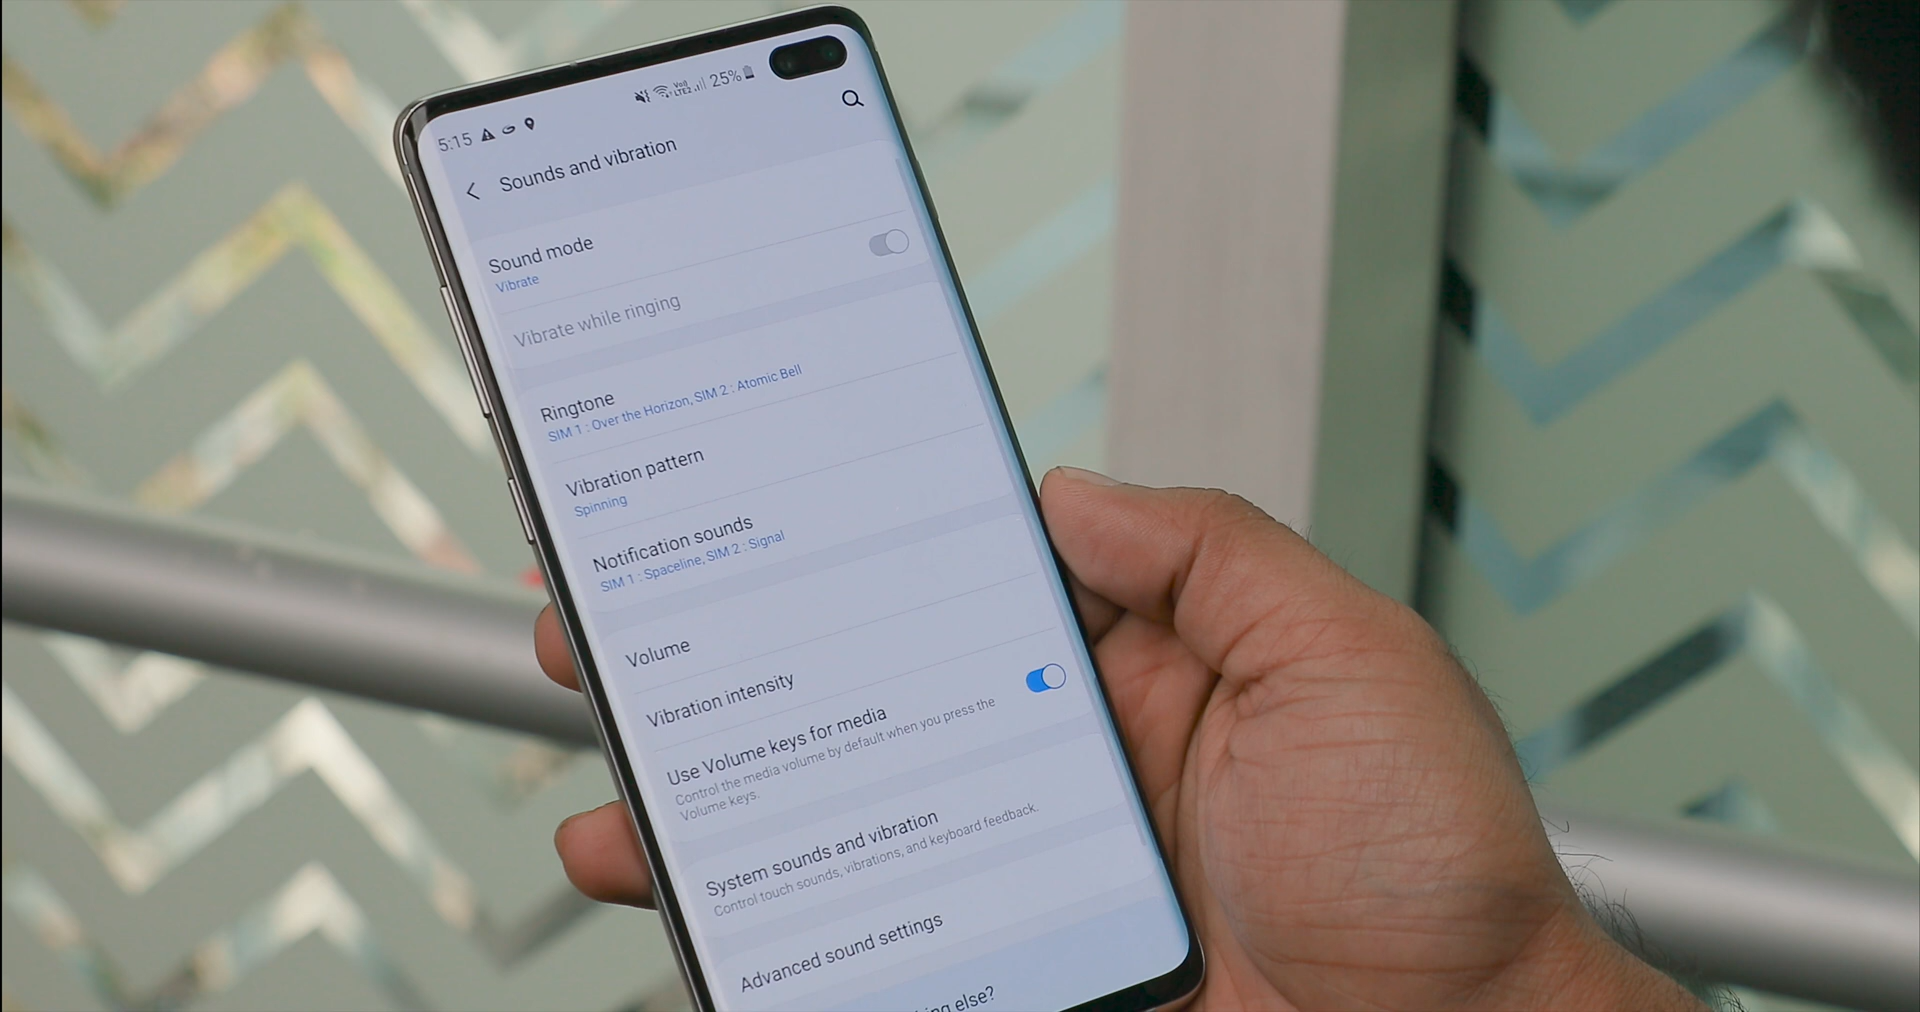 5:15 25%
Sounds and vibration
Sound mode
Vibrate
Vibrate while ringing
Ringtone
SIM 1 : Over the Horizon, SIM 2 : Atomic Bell
Vibration pattern
Spinning
Notification sounds
SIM 1 : Spaceline, SIM 2 : Signal
Volume
Vibration intensity
Use Volume keys for media
Control the media volume by default when you press the
Volume keys.
System sounds and vibration
Control touch sounds, vibrations, and keyboard feedback.
Advanced sound settings
else?